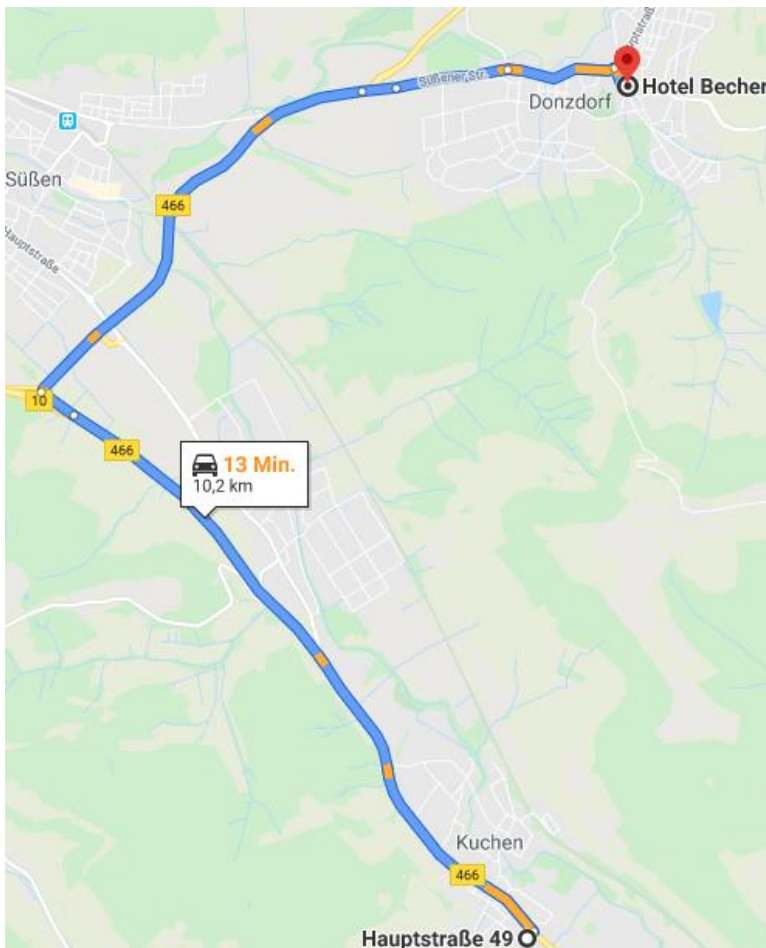 Hauptstraße
Süßener Str.
Hotel Becher
Donzdorf
Süßen
466
Hauptstraße
10
466
13 Min.
10,2 km
Kuchen
466
Hauptstraße 49